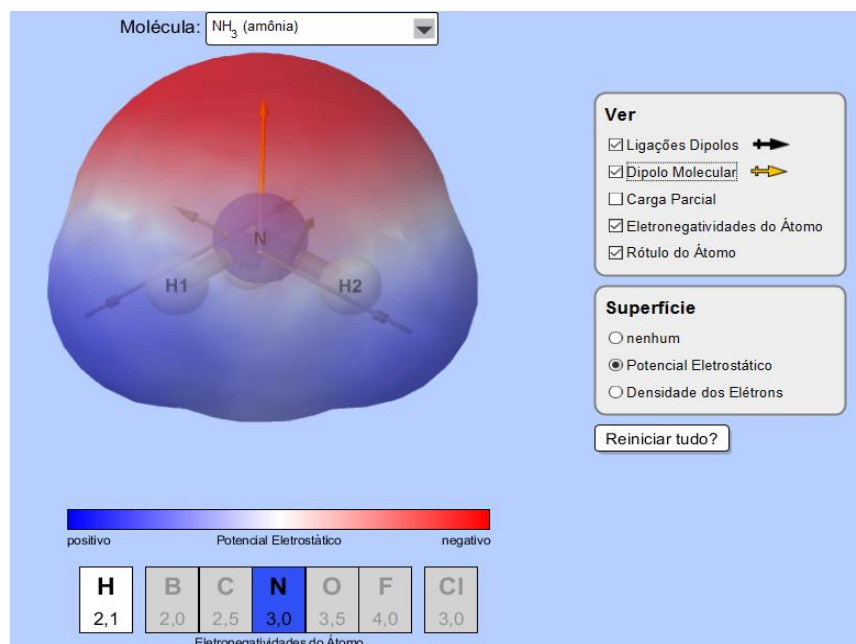 Molécula: NH3 (amônia)
N
H1 H2
Ver
Ligações Dipolos
Dipolo Molecular
Carga Parcial
Eletronegatividades do Átomo
Rótulo do Átomo
Superfície
nenhum
Potencial Eletrostático
Densidade dos Elétrons
Reiniciar tudo?
positivo Potencial Eletrostático negativo
H B C N O F Cl
2,1 2,0 2,5 3,0 3,5 4,0 3,0
Eletronegatividades do Átomo